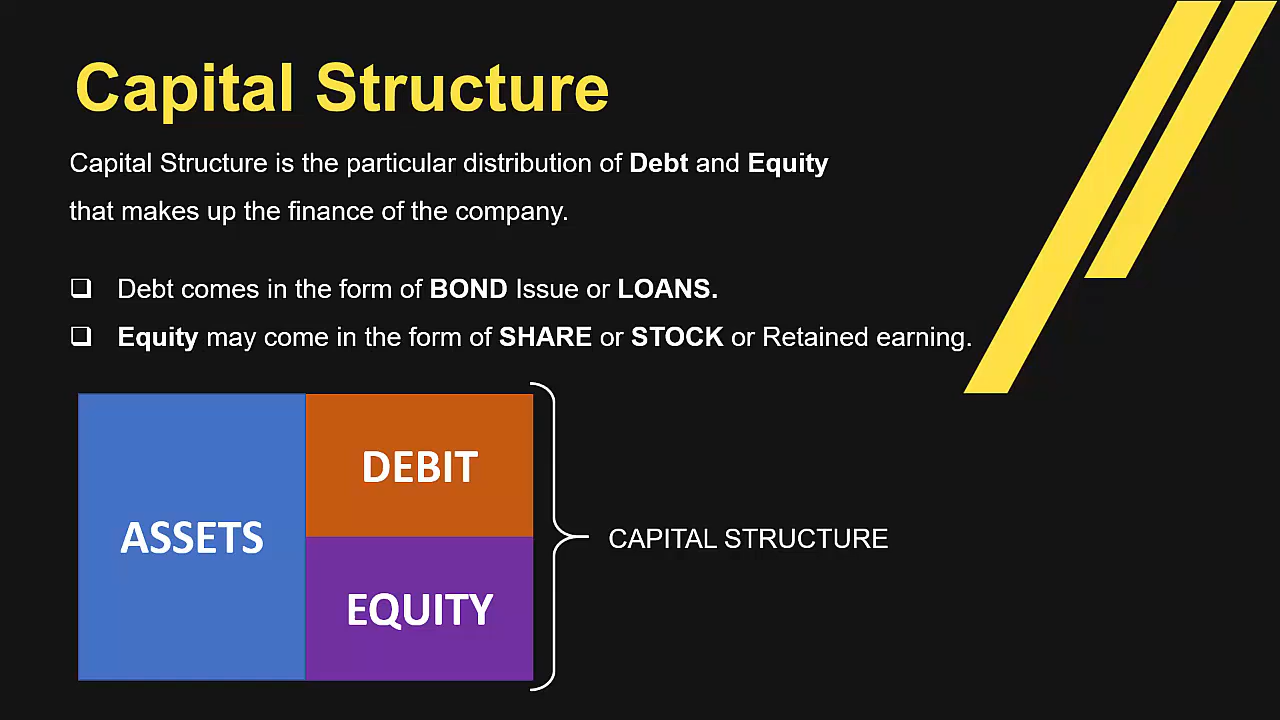 Capital Structure
Capital Structure is the particular distribution of Debt and Equity
that makes up the finance of the company.
Debt comes in the form of BOND Issue or LOANS.
Equity may come in the form of SHARE or STOCK or Retained earning.
ASSETS
DEBIT
EQUITY
CAPITAL STRUCTURE